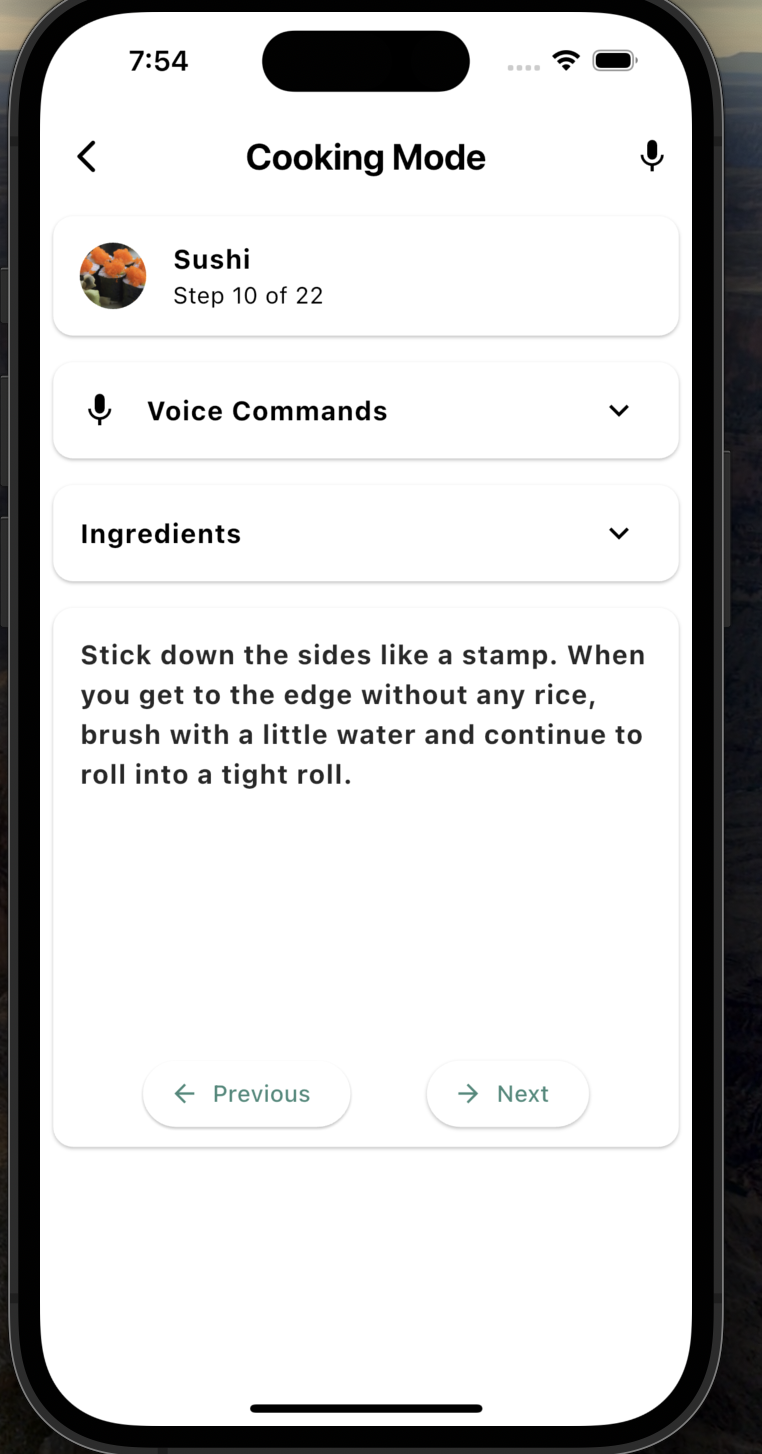 7:54
Cooking Mode
Sushi
Step 10 of 22
Voice Commands
Ingredients
Stick down the sides like a stamp. When
you get to the edge without any rice,
brush with a little water and continue to
roll into a tight roll.
Previous
Next